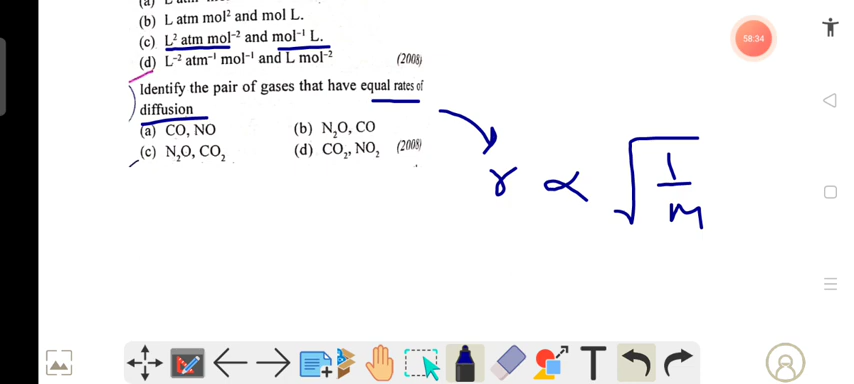 (b) L atm mol² and mol L.
(c) L² atm mol⁻² and mol⁻¹ L.
(d) L⁻² atm⁻¹ mol⁻¹ and L mol⁻² (2008)
Identify the pair of gases that have equal rates of
diffusion
(a) CO, NO (b) N₂O, CO
(c) N₂O, CO₂ (d) CO₂, NO₂ (2008)
r ∝ √1/M
58:34
T